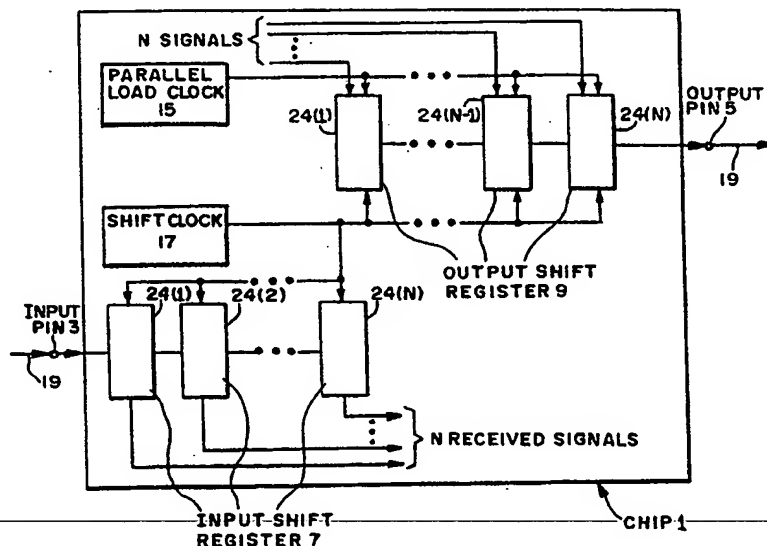 N SIGNALS
PARALLEL
LOAD CLOCK
15
24(1)
24(N-1)
24(N)
OUTPUT
PIN 5
19
SHIFT CLOCK
17
OUTPUT SHIFT
REGISTER 9
INPUT
PIN 3
24(1)
24(2)
24(N)
19
N RECEIVED SIGNALS
INPUT SHIFT
REGISTER 7
CHIP 1